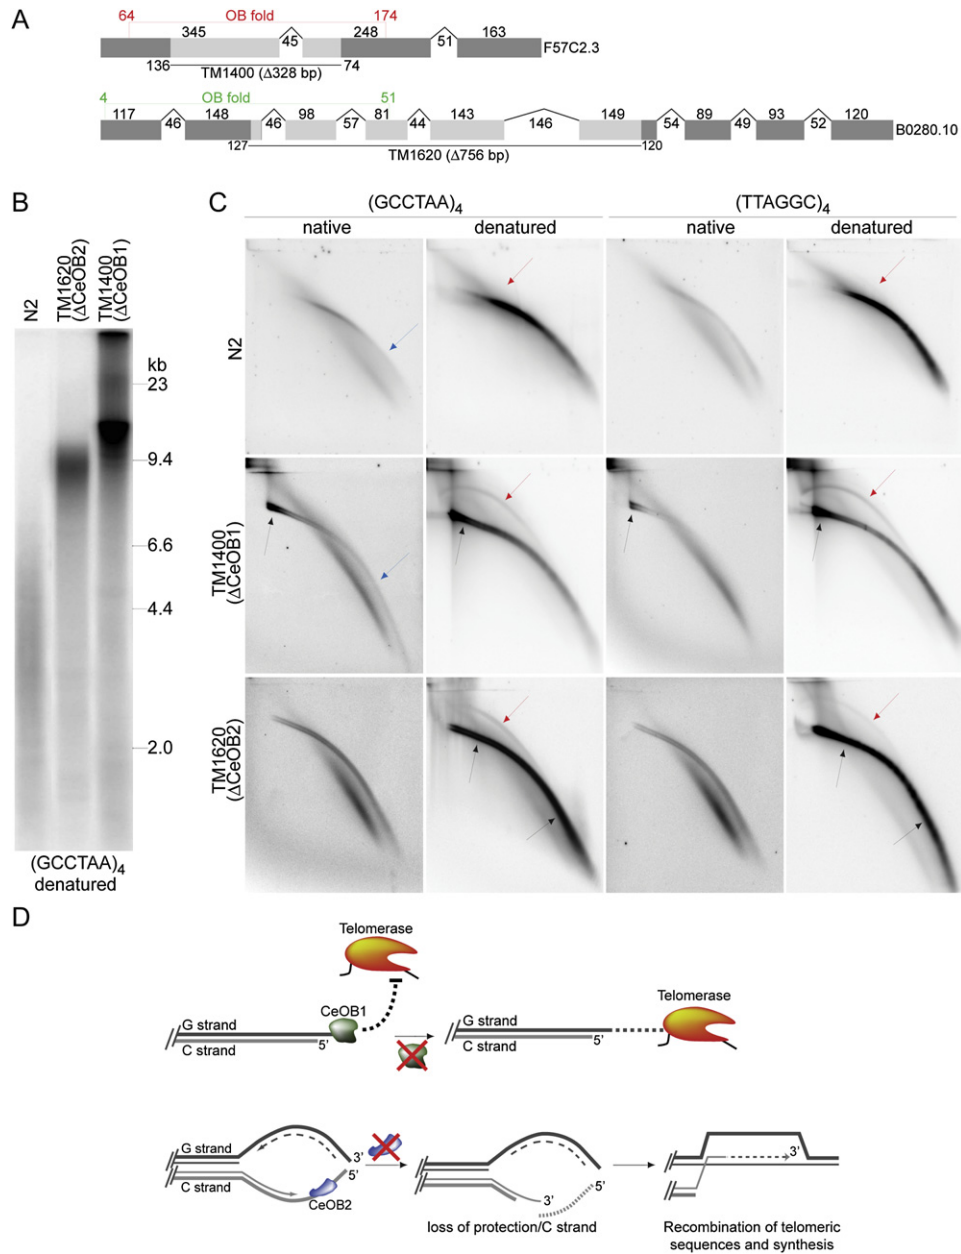 A
64 OB fold 174
345 45 248 51 163
F57C2.3
136 74
TM1400 (Δ328 bp)
4 OB fold 51
117 46 148 46 98 57 81 44 143 146 149 54 89 49 93 52 120
B0280.10
127 120
TM1620 (Δ756 bp)
B
N2
TM1620
(ΔCeOB2)
TM1400
(ΔCeOB1)
kb
23
9.4
6.6
4.4
2.0
(GCCTAA)4
denatured
C
(GCCTAA)4 (TTAGGC)4
native denatured native denatured
N2
TM1400
(ΔCeOB1)
TM1620
(ΔCeOB2)
D
Telomerase
CeOB1
G strand
C strand 5'
Telomerase
G strand
C strand 5'
G strand
C strand
3'
5'
CeOB2
3'
5'
loss of protection/C strand
3'
Recombination of telomeric
sequences and synthesis